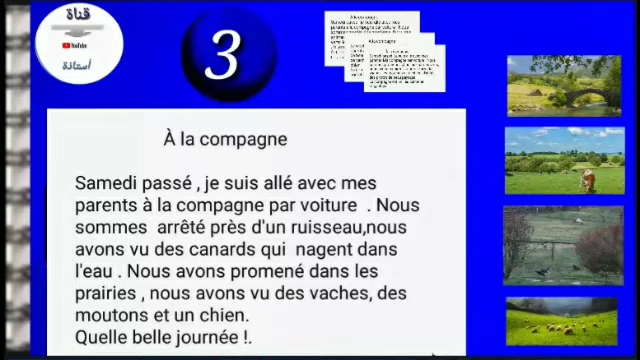 قناة
YouTube
أستاذة
3
À la compagne
Samedi passé , je suis allé avec mes
parents à la compagne par voiture . Nous
sommes arrêté près d'un ruisseau,nous
avons vu des canards qui nagent dans
l'eau . Nous avons promené dans les
prairies , nous avons vu des vaches, des
moutons et un chien.
Quelle belle journée !.